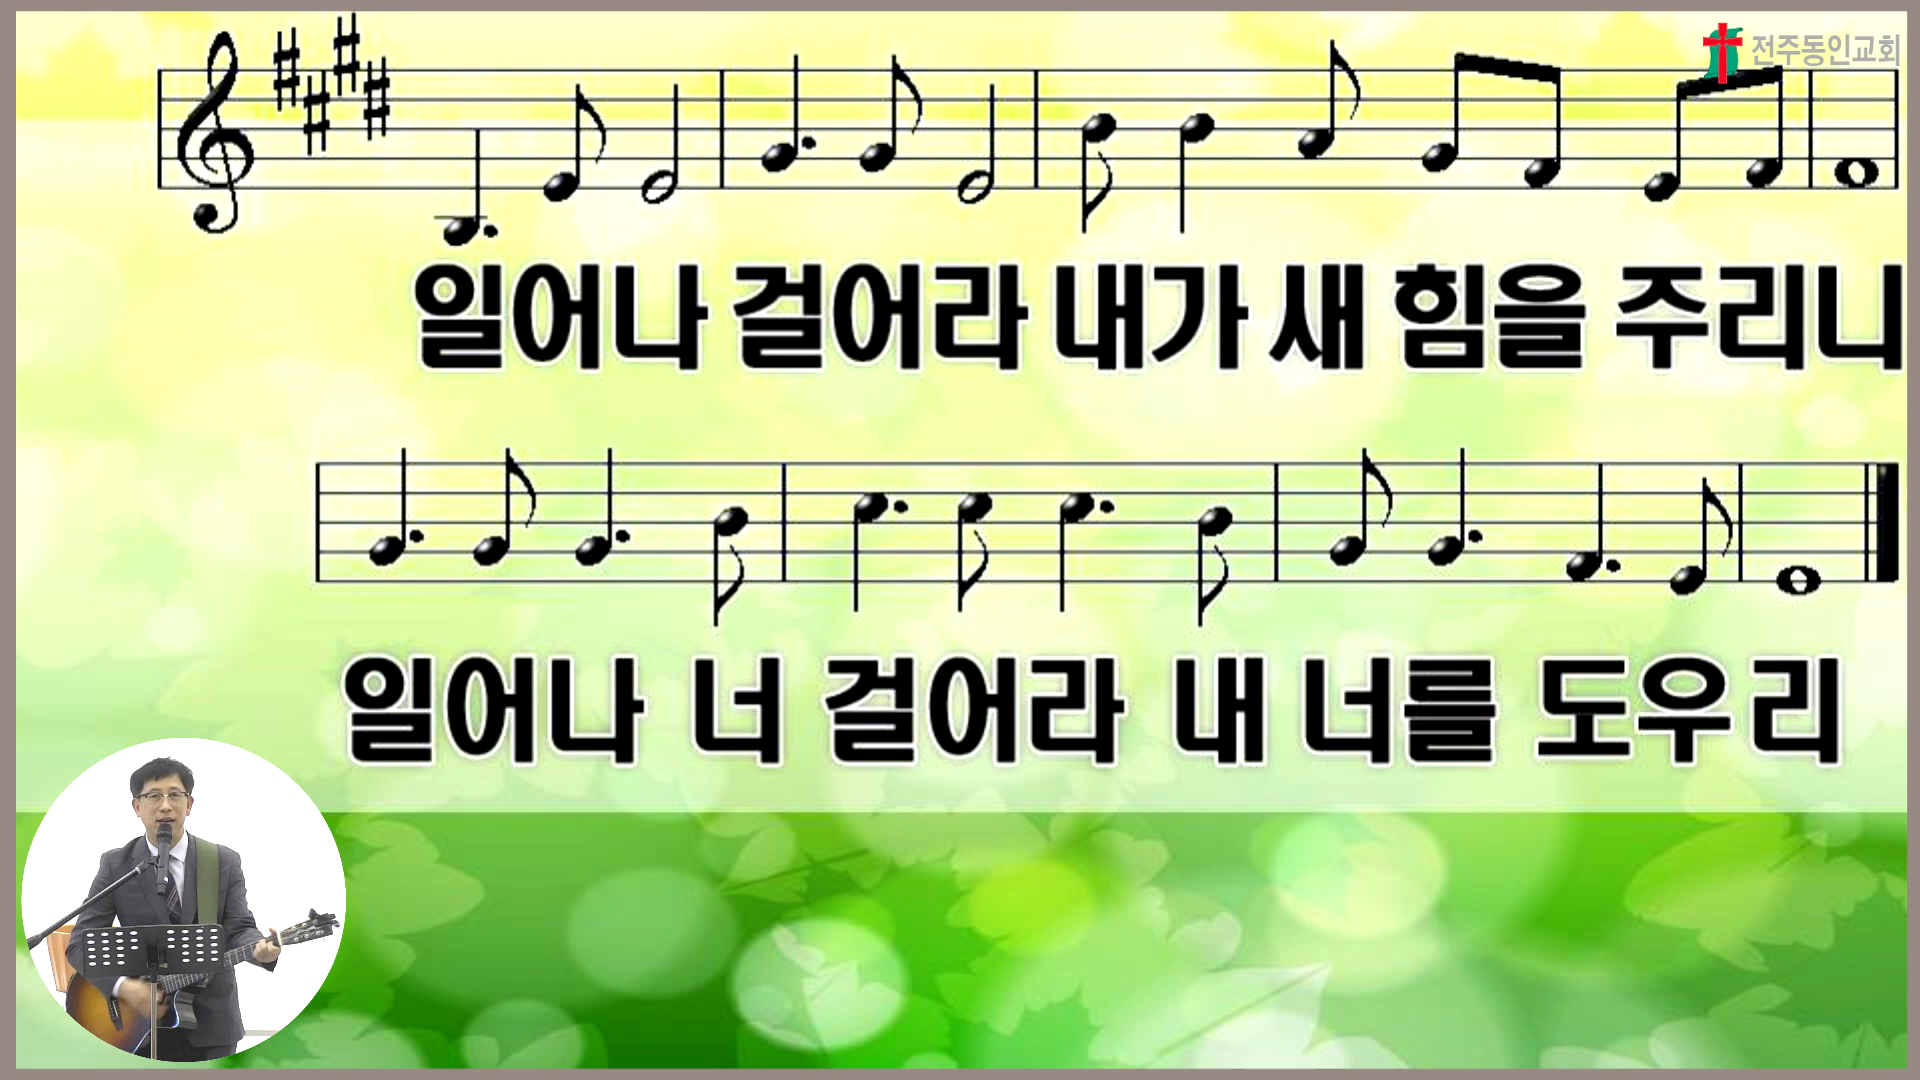 전주동인교회
일어나 걸어라 내가 새 힘을 주리니
일어나 너 걸어라 내 너를 도우리